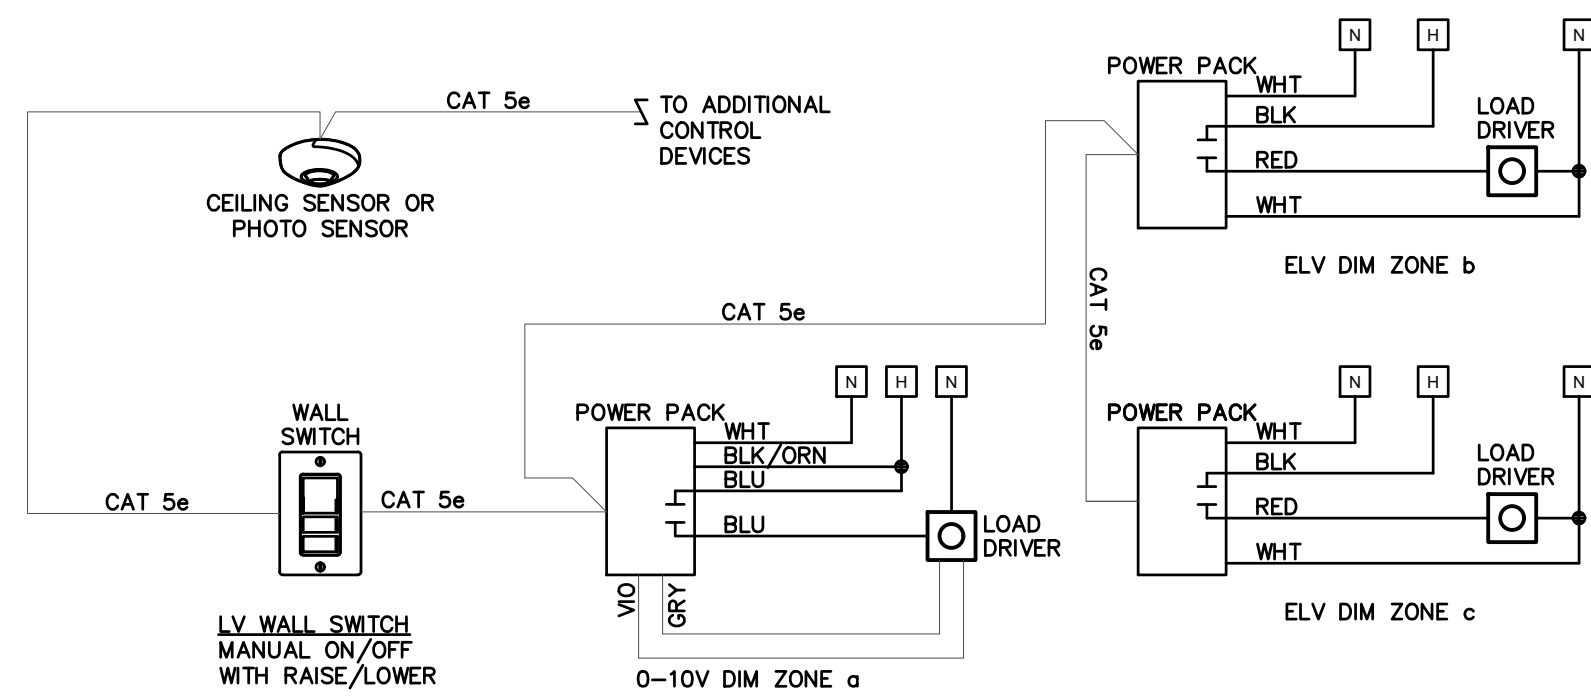 N
H
N
POWER PACK
WHT
BLK
RED
WHT
LOAD
DRIVER
ELV DIM ZONE b
CAT 5e
TO ADDITIONAL
CONTROL
DEVICES
CEILING SENSOR OR
PHOTO SENSOR
CAT 5e
CAT 5e
N
H
N
POWER PACK
WHT
BLK/ORN
BLU
BLU
LOAD
DRIVER
VIO
GRY
0-10V DIM ZONE a
N
H
N
POWER PACK
WHT
BLK
RED
WHT
LOAD
DRIVER
ELV DIM ZONE c
WALL
SWITCH
CAT 5e
CAT 5e
LV WALL SWITCH
MANUAL ON/OFF
WITH RAISE/LOWER